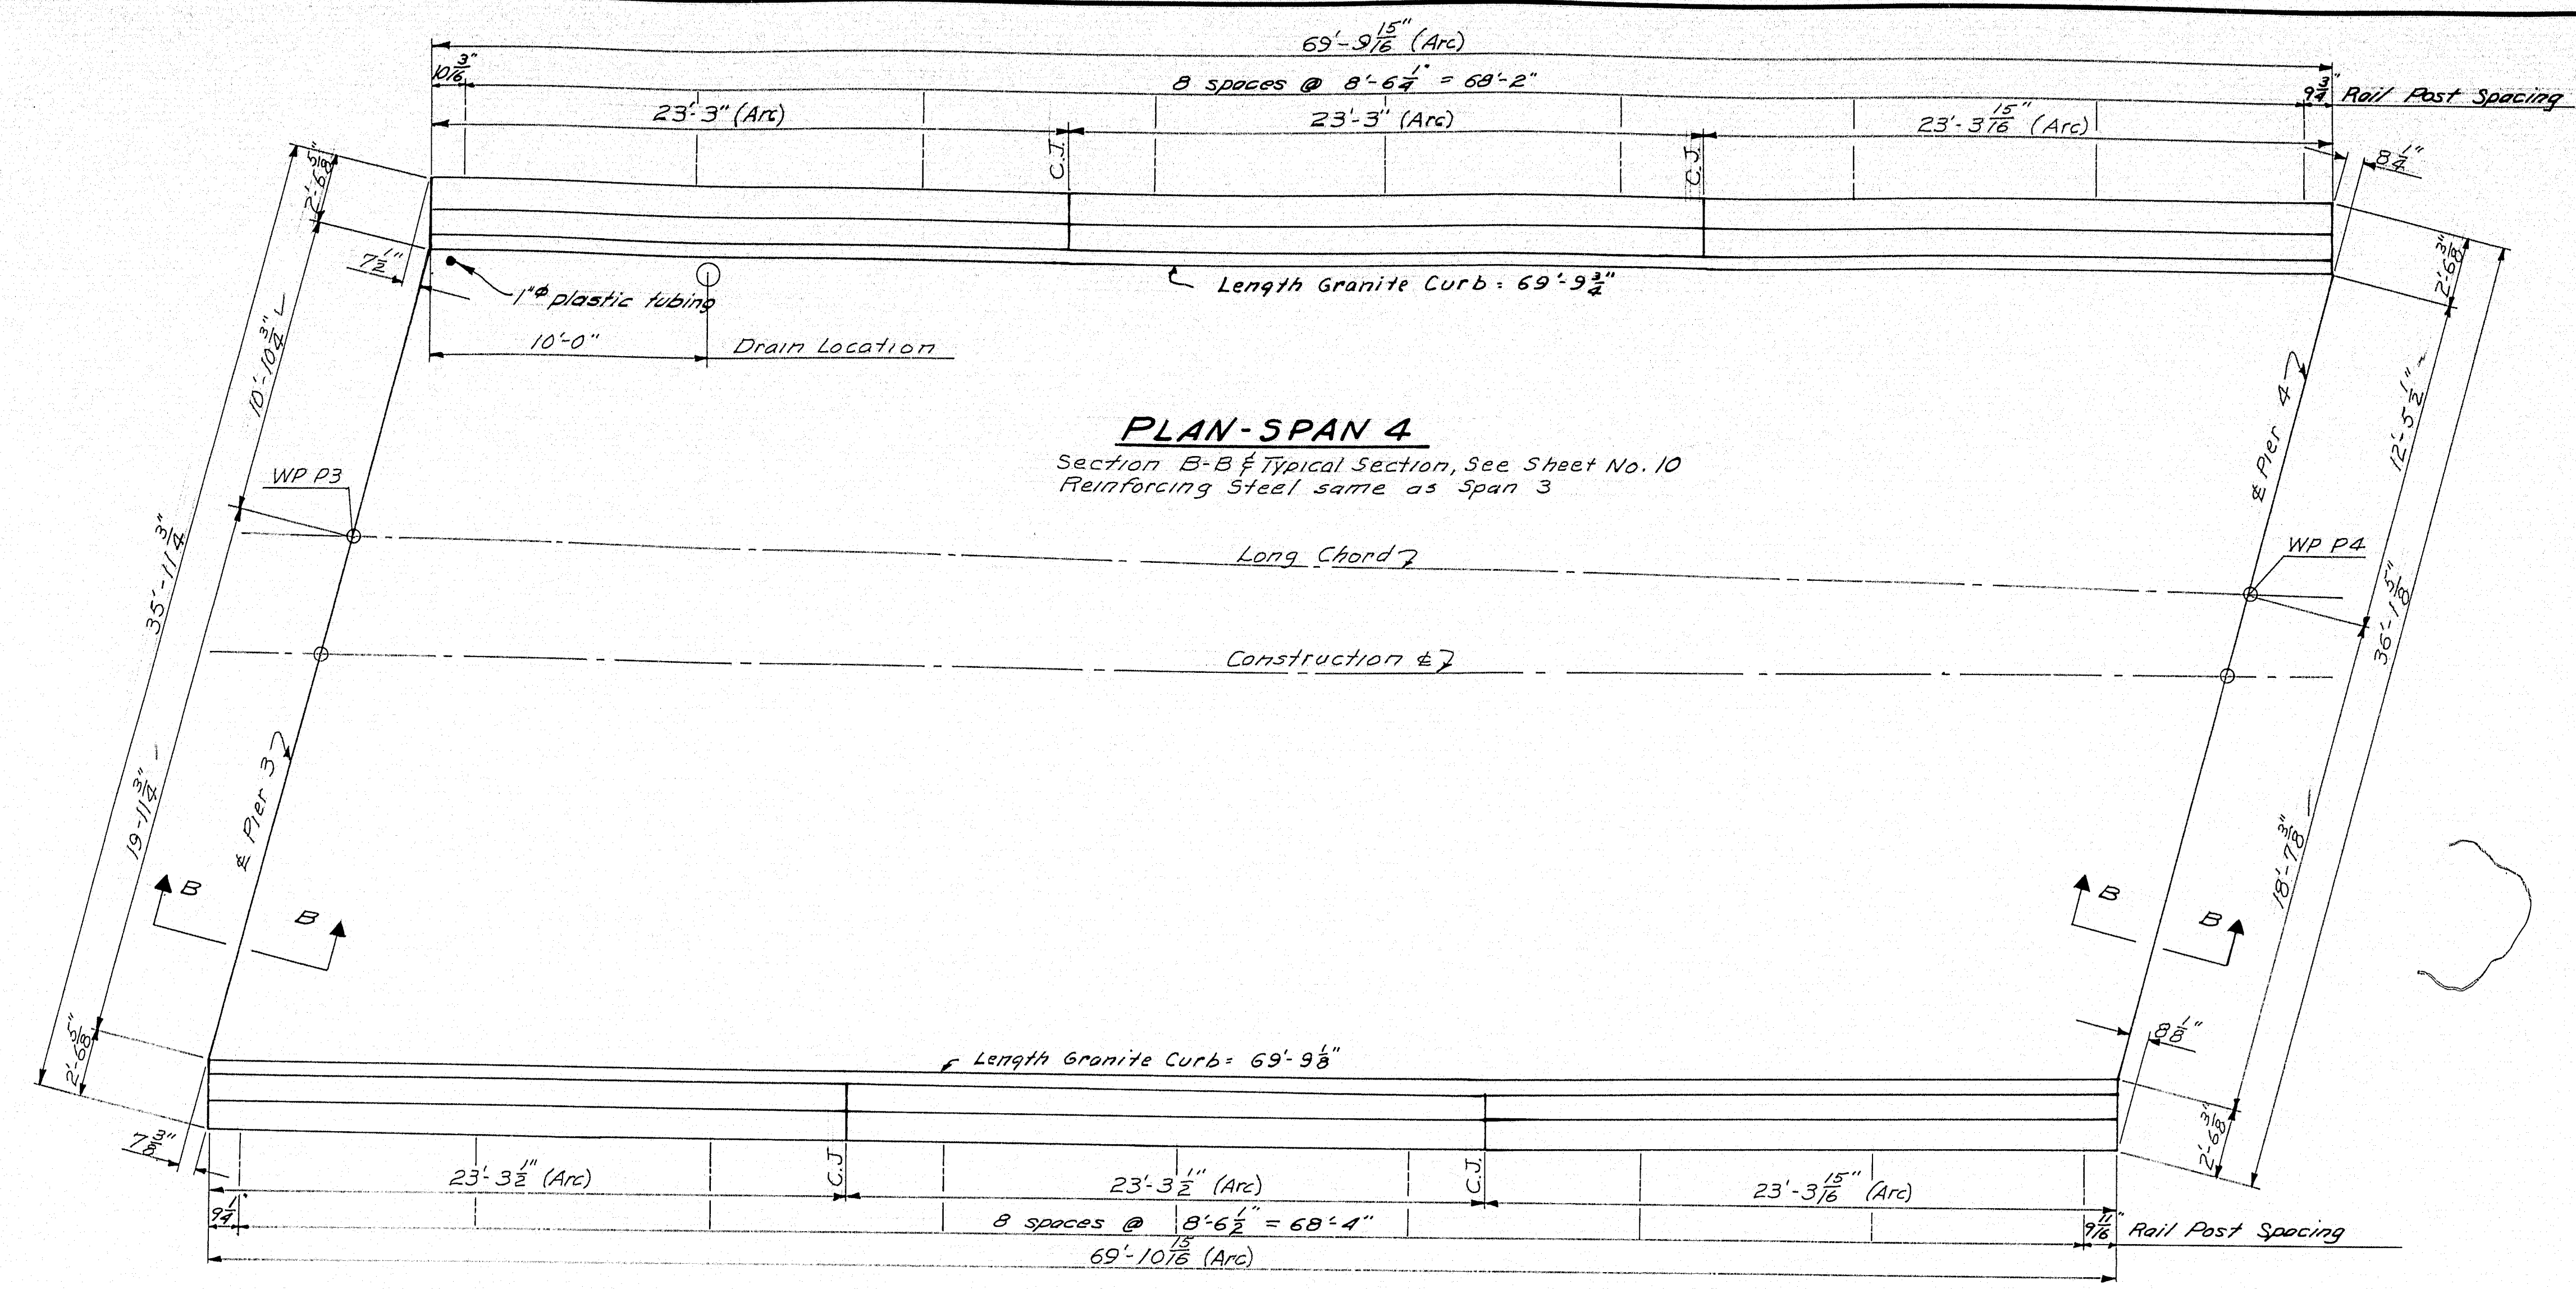 69'-9 15/16" (Arc)
10 3/16"
8 spaces @ 8'-6 1/4" = 68'-2"
9 3/4" Rail Post Spacing
23'-3" (Arc)
23'-3" (Arc)
23'-3 15/16" (Arc)
C.J.
C.J.
2'-6 5/8"
8 1/4"
7 1/2"
1"ϕ plastic tubing
Length Granite Curb = 69'-9 3/4"
2'-6 3/8"
10'-0"
Drain Location
10'-10 3/4"
12'-5 1/2"
℄ Pier 4
PLAN-SPAN 4
Section B-B & Typical Section, See Sheet No. 10
Reinforcing Steel same as Span 3
WP P3
35'-11 3/4"
Long Chord
WP P4
36'-1 5/8"
Construction ℄
℄ Pier 3
19'-11 3/4"
18'-7 3/8"
B
B
B
B
2'-6 5/8"
8 1/8"
Length Granite Curb = 69'-9 1/8"
2'-6 3/8"
7 3/8"
23'-3 1/2" (Arc)
C.J.
23'-3 1/2" (Arc)
C.J.
23'-3 15/16" (Arc)
9 1/4"
8 spaces @ 8'-6 1/2" = 68'-4"
9 11/16" Rail Post Spacing
69'-10 15/16 (Arc)